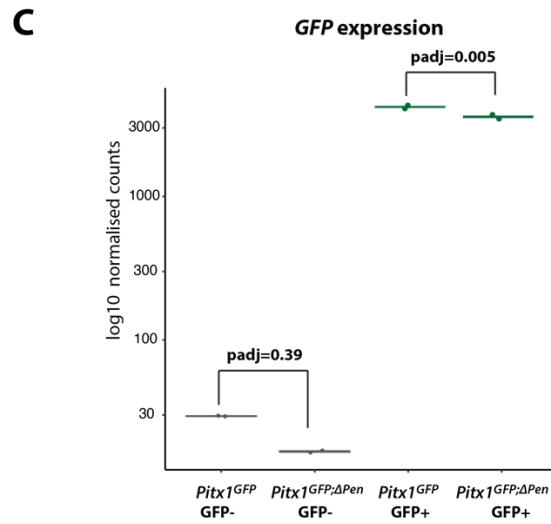 C
GFP expression
padj=0.005
3000
1000
300
100
30
log10 normalised counts
padj=0.39
Pitx1GFP GFP-
Pitx1GFP;ΔPen GFP-
Pitx1GFP GFP+
Pitx1GFP;ΔPen GFP+